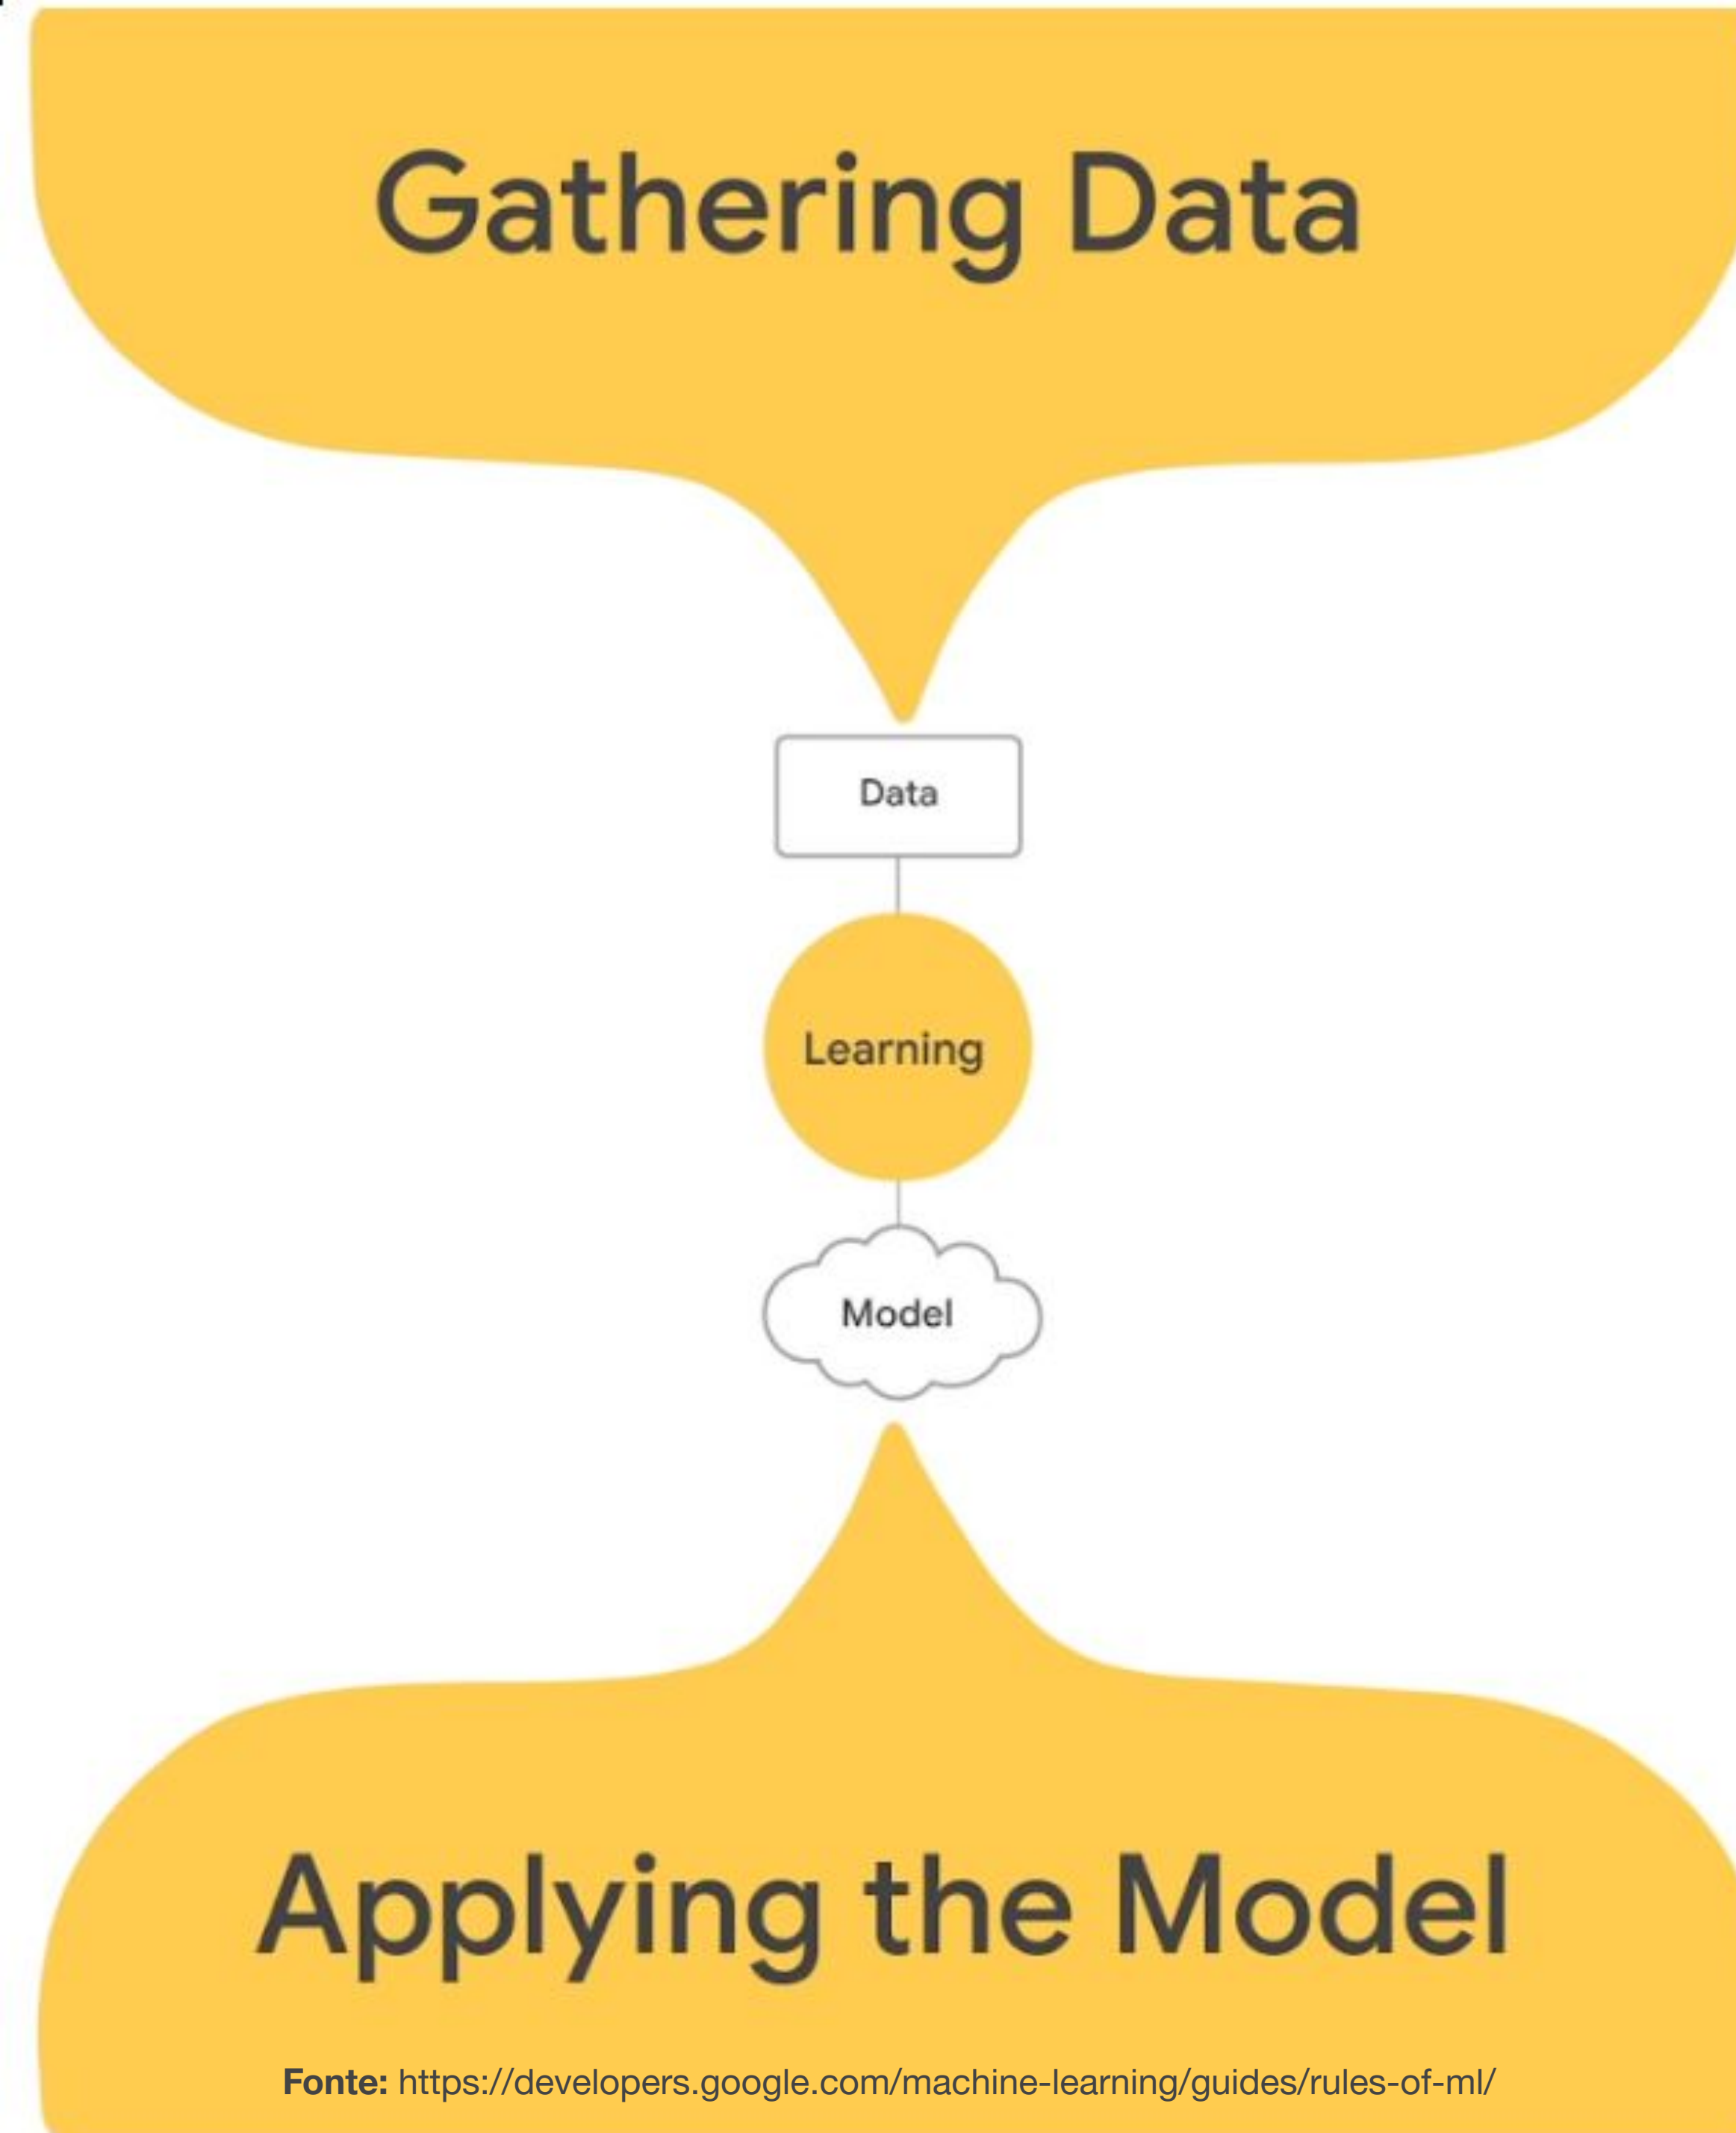 Gathering Data
Data
Learning
Model
Applying the Model
Fonte: https://developers.google.com/machine-learning/guides/rules-of-ml/